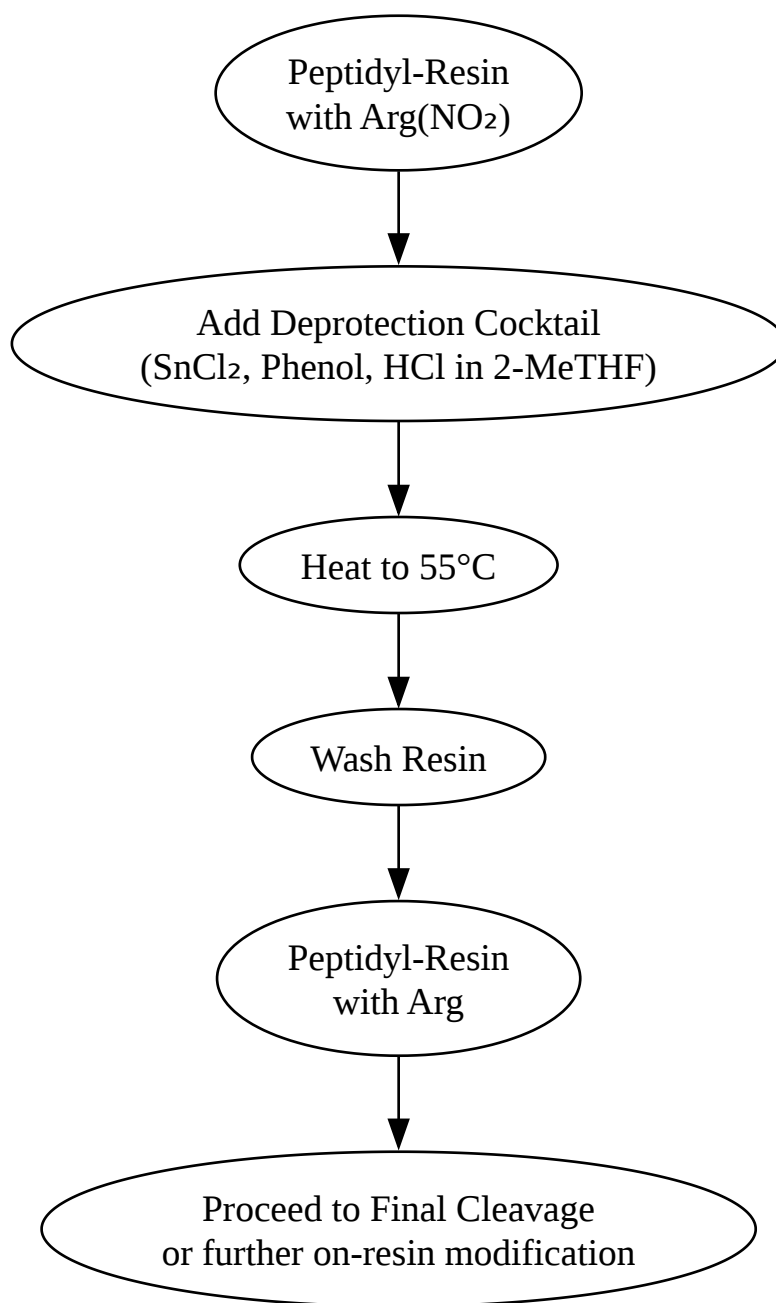 Peptidyl-Resin
with Arg(NO₂)
Add Deprotection Cocktail
(SnCl₂, Phenol, HCl in 2-MeTHF)
Heat to 55°C
Wash Resin
Peptidyl-Resin
with Arg
Proceed to Final Cleavage
or further on-resin modification